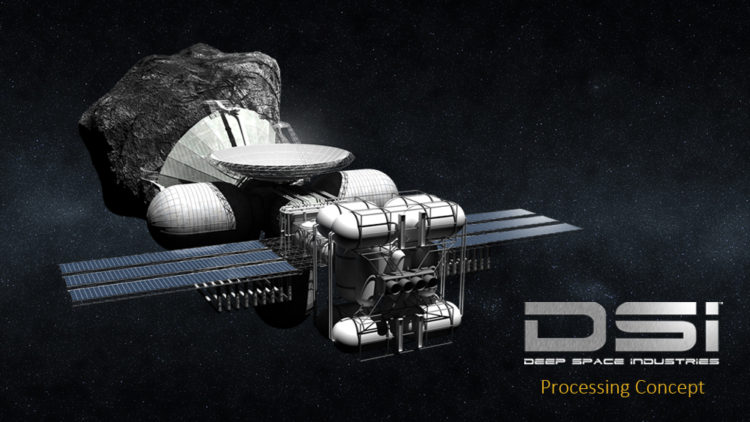 DSi
DEEP SPACE INDUSTRIES
Processing Concept